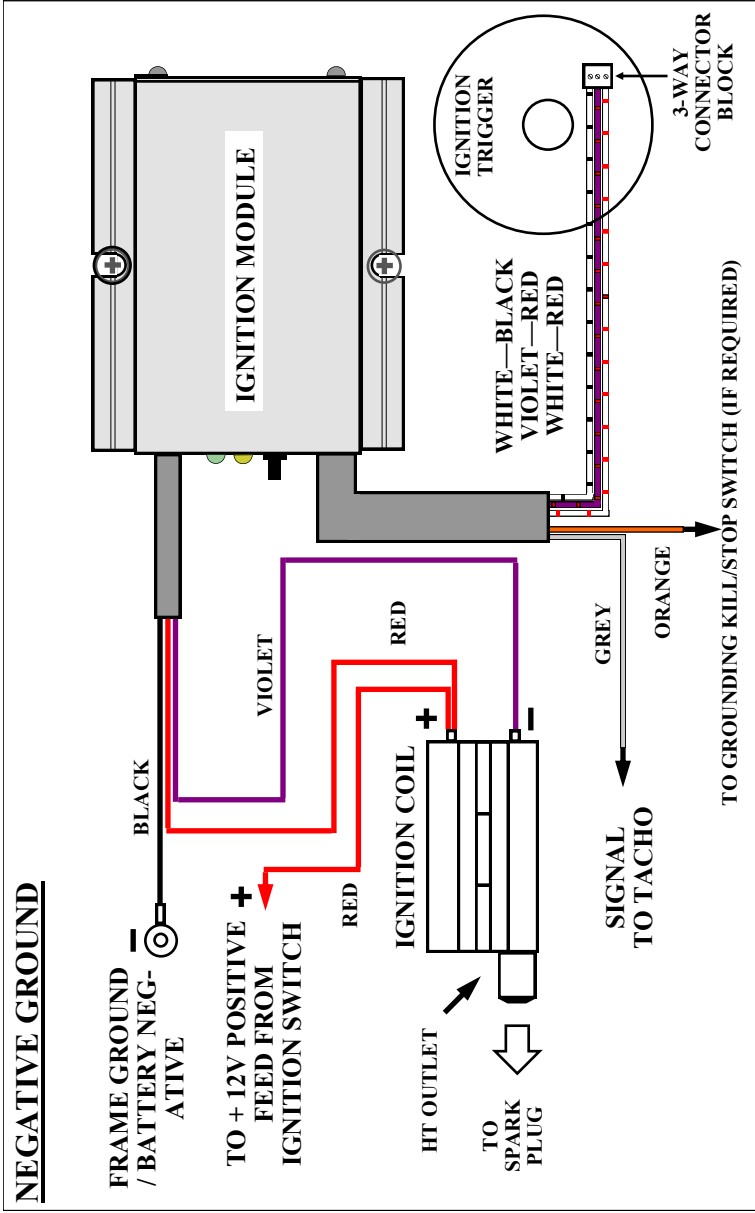 NEGATIVE GROUND
FRAME GROUND
/ BATTERY NEG-
ATIVE
BLACK
TO + 12V POSITIVE
FEED FROM
IGNITION SWITCH
RED
VIOLET
RED
IGNITION MODULE
IGNITION COIL
HT OUTLET
TO
SPARK
PLUG
SIGNAL
TO TACHO
GREY
ORANGE
WHITE—BLACK
VIOLET—RED
WHITE—RED
IGNITION
TRIGGER
3-WAY
CONNECTOR
BLOCK
TO GROUNDING KILL/STOP SWITCH (IF REQUIRED)